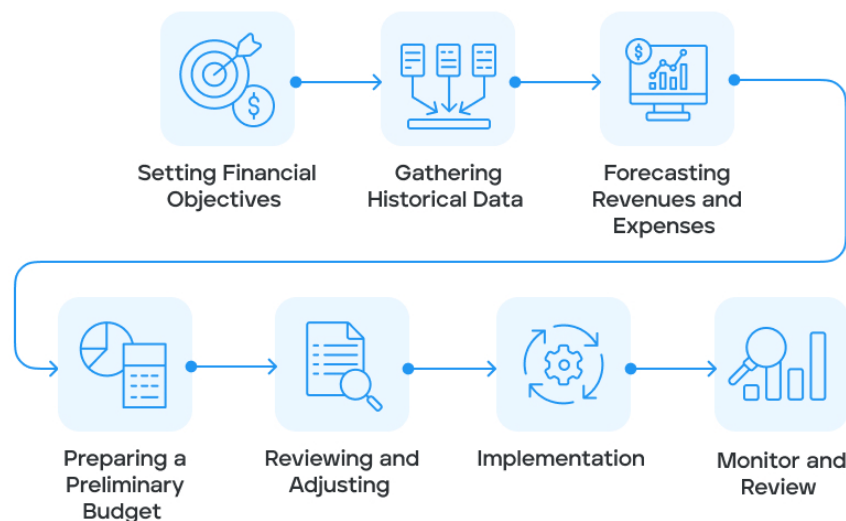 Setting Financial
Objectives
Gathering
Historical Data
Forecasting
Revenues and
Expenses
Preparing a
Preliminary
Budget
Reviewing and
Adjusting
Implementation
Monitor and
Review